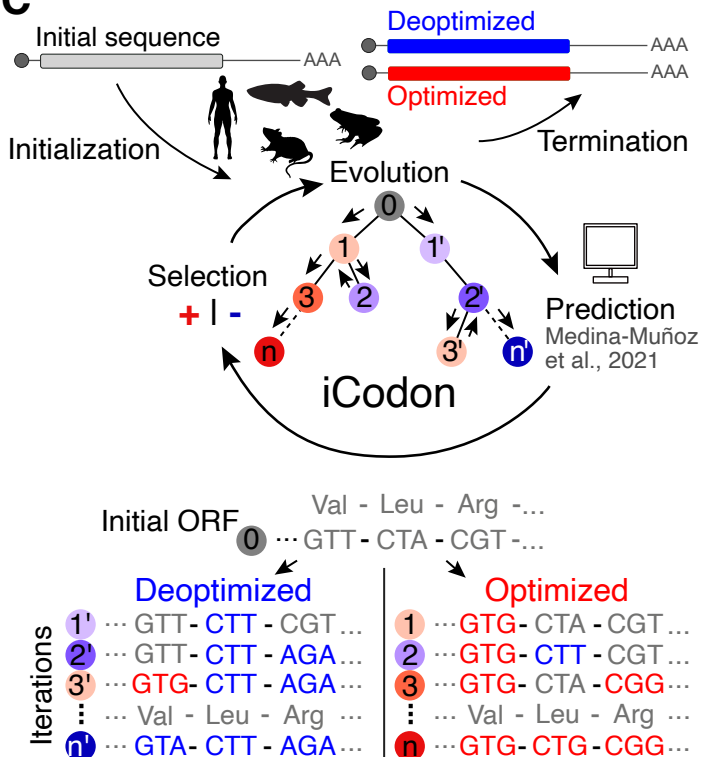 C
Initial sequence
AAA
Deoptimized
AAA
AAA
Optimized
Initialization
Termination
Evolution
0
1
1'
Selection
+ | -
3
2
2'
Prediction
Medina-Muñoz
et al., 2021
n
3'
n'
iCodon
Val - Leu - Arg -...
Initial ORF
0 ··· GTT - CTA - CGT -...
Deoptimized
Optimized
Iterations
1' ··· GTT- CTT - CGT ...
2' ··· GTT - CTT - AGA ...
3' ··· GTG- CTT - AGA ...
⋮ ··· Val - Leu - Arg ···
n' ··· GTA- CTT - AGA ...
1 ··· GTG- CTA - CGT ...
2 ··· GTG - CTT - CGT ...
3 ··· GTG- CTA - CGG ...
⋮ ··· Val - Leu - Arg ···
n ··· GTG- CTG - CGG ...